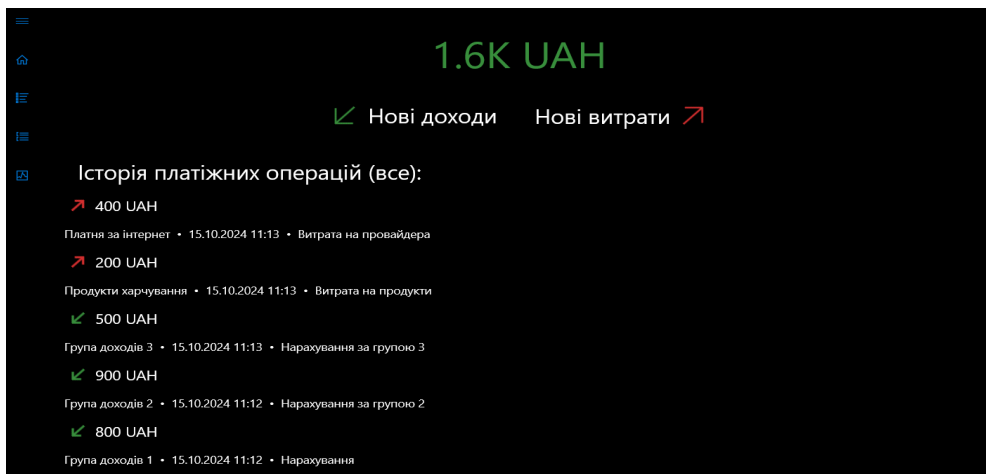 1.6K UAH
Нові доходи Нові витрати
Історія платіжних операцій (все):
400 UAH
Платня за інтернет • 15.10.2024 11:13 • Витрата на провайдера
200 UAH
Продукти харчування • 15.10.2024 11:13 • Витрата на продукти
500 UAH
Група доходів 3 • 15.10.2024 11:13 • Нарахування за групою 3
900 UAH
Група доходів 2 • 15.10.2024 11:12 • Нарахування за групою 2
800 UAH
Група доходів 1 • 15.10.2024 11:12 • Нарахування